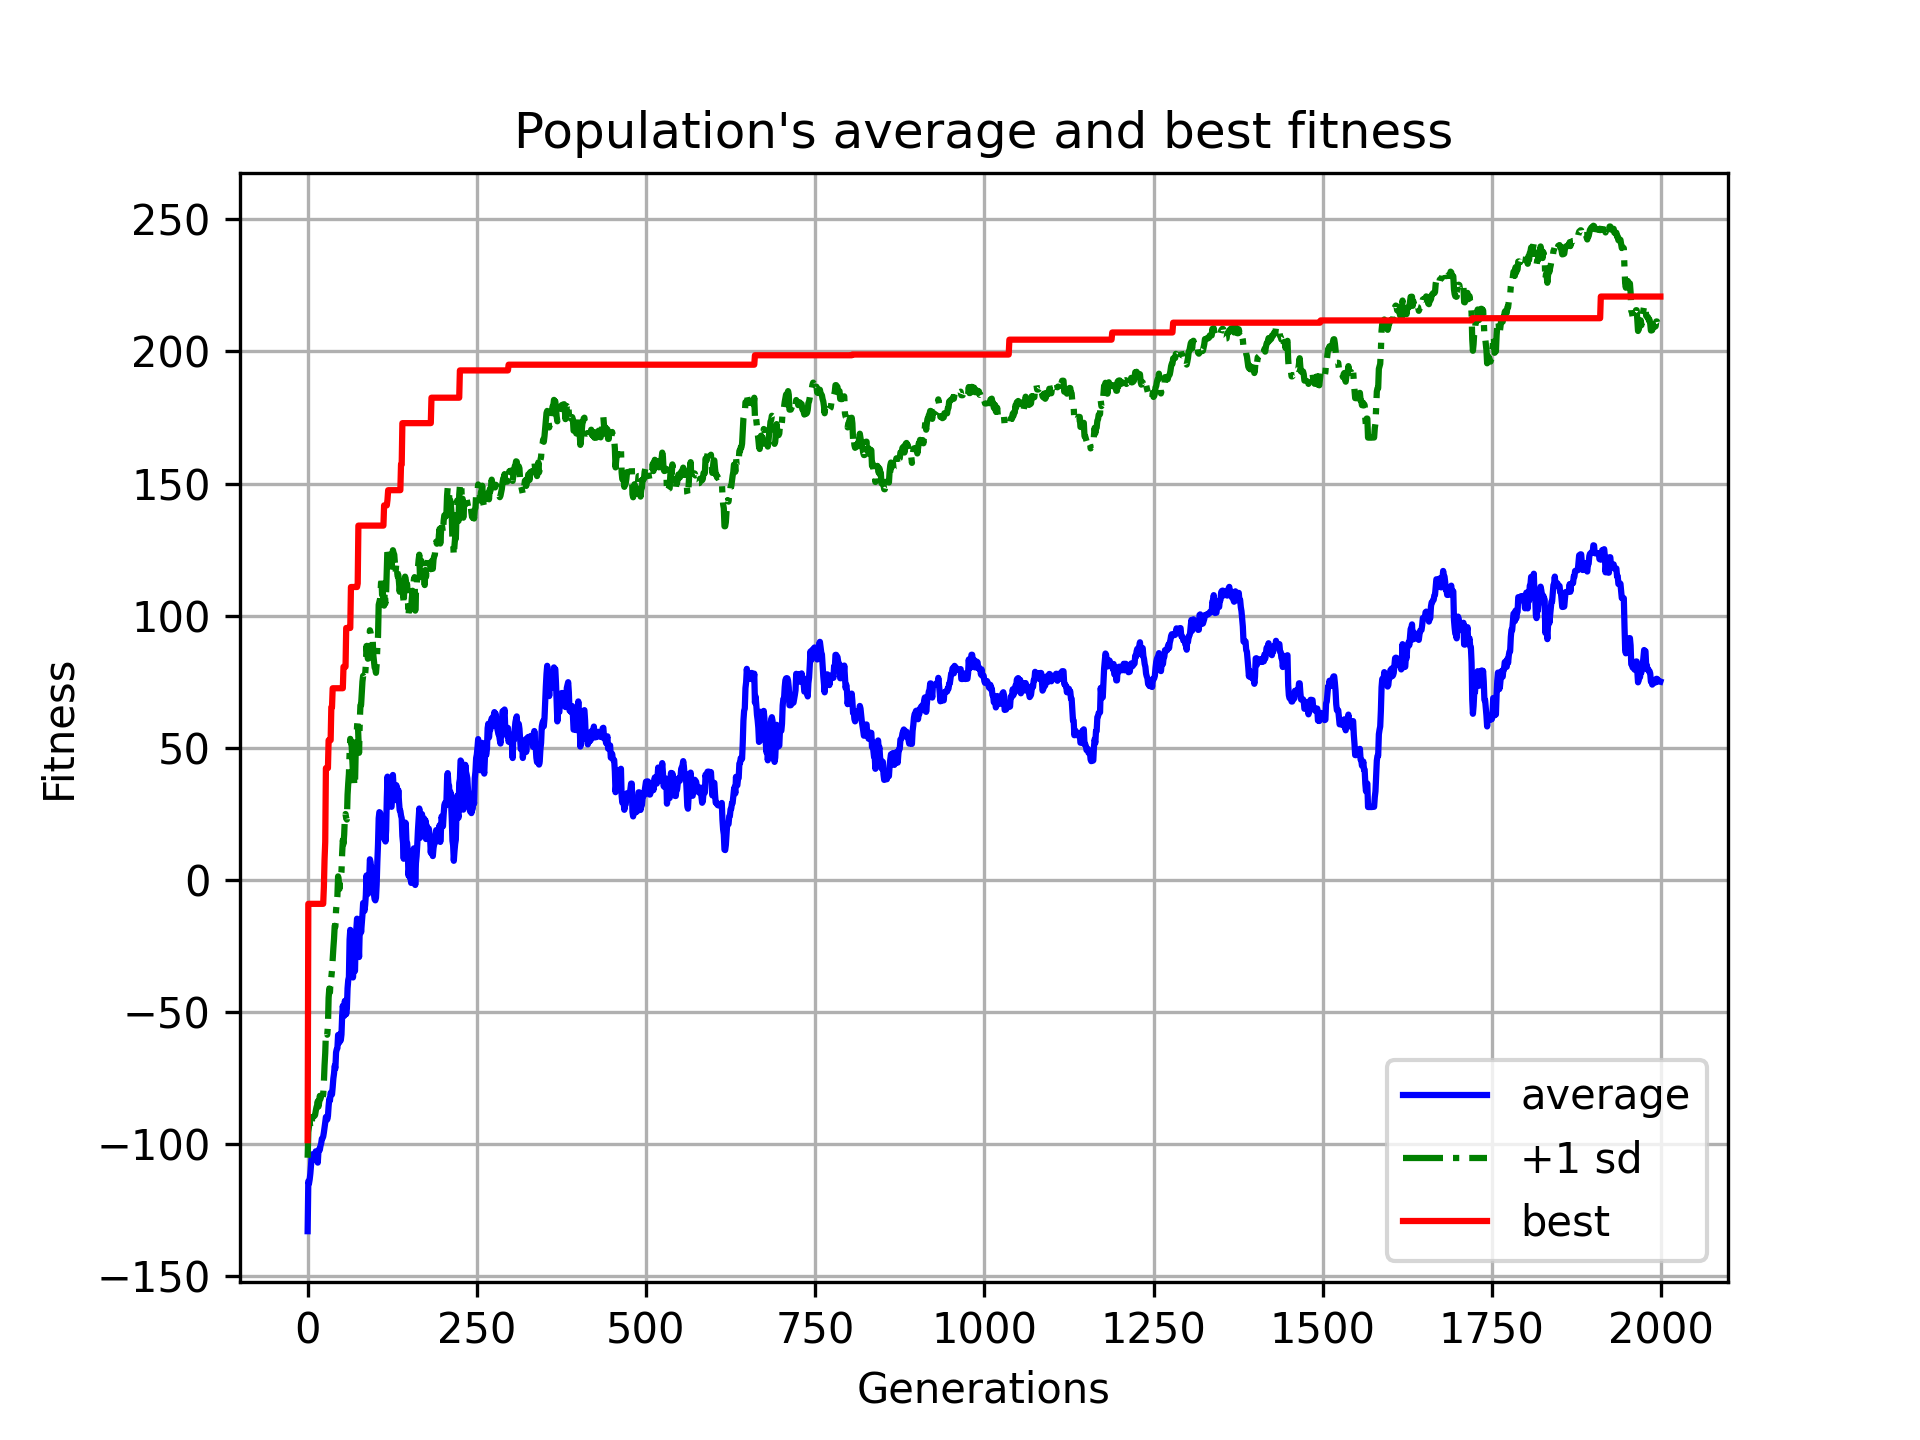 Population's average and best fitness
Fitness
250
200
150
100
50
0
−50
−100
−150
0 250 500 750 1000 1250 1500 1750 2000
Generations
average
+1 sd
best